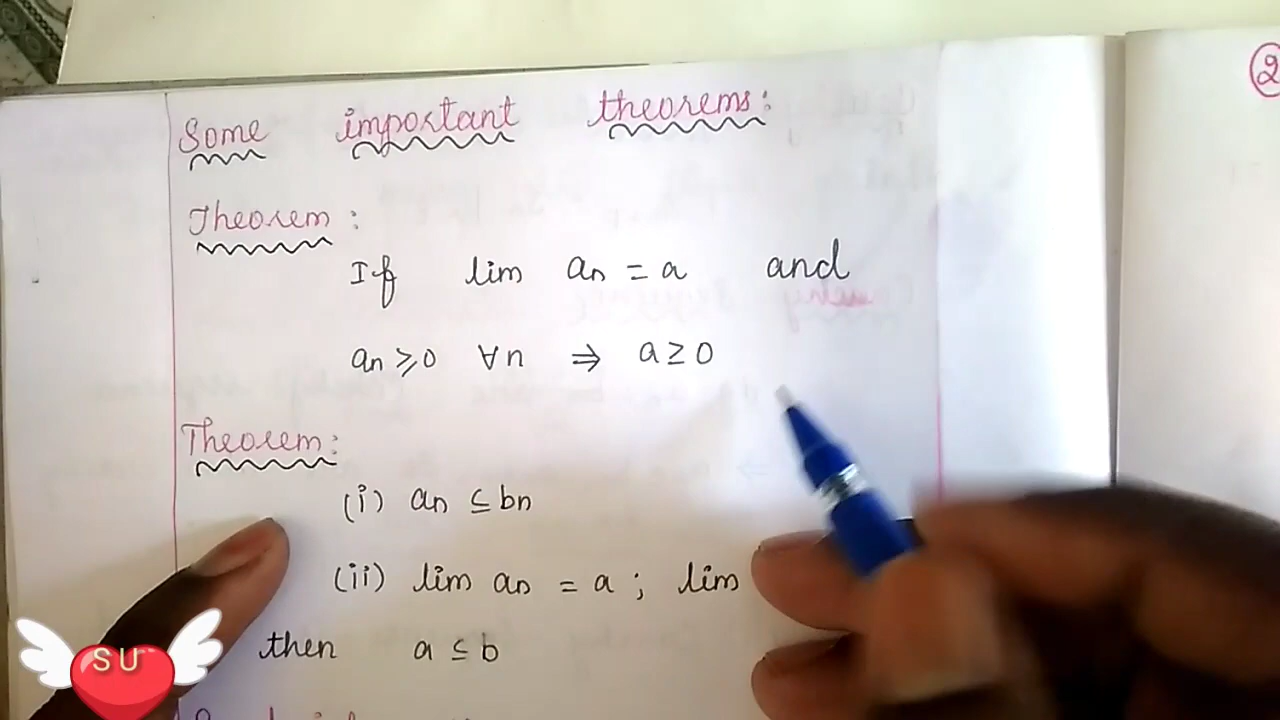 Some important theorems:
Theorem:
If lim an = a and
an ≥ 0 ∀n ⇒ a ≥ 0
Theorem:
(i) an ≤ bn
(ii) lim an = a ; lim
then a ≤ b
SU
2